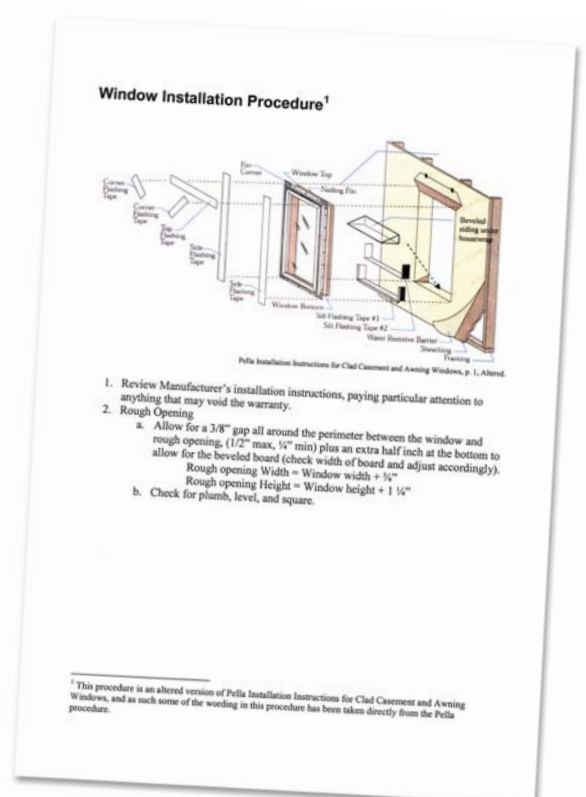 Window Installation Procedure¹
Fin
Corner
Window Top
Nailing Fin
Corner
Flashing
Tape
Corner
Flashing
Tape
Top
Flashing
Tape
Side
Flashing
Tape
Side
Flashing
Tape
Beveled
siding under
housewrap
Window Bottom
Sill Flashing Tape #1
Sill Flashing Tape #2
Water Resistive Barrier
Sheathing
Framing
Pella Installation Instructions for Clad Casement and Awning Windows, p. 1, Altered.
1. Review Manufacturer's installation instructions, paying particular attention to
anything that may void the warranty.
2. Rough Opening
a. Allow for a 3/8" gap all around the perimeter between the window and
rough opening, (1/2" max, ¼" min) plus an extra half inch at the bottom to
allow for the beveled board (check width of board and adjust accordingly).
Rough opening Width = Window width + ¾"
Rough opening Height = Window height + 1 ¼"
b. Check for plumb, level, and square.
¹ This procedure is an altered version of Pella Installation Instructions for Clad Casement and Awning
Windows, and as such some of the wording in this procedure has been taken directly from the Pella
procedure.